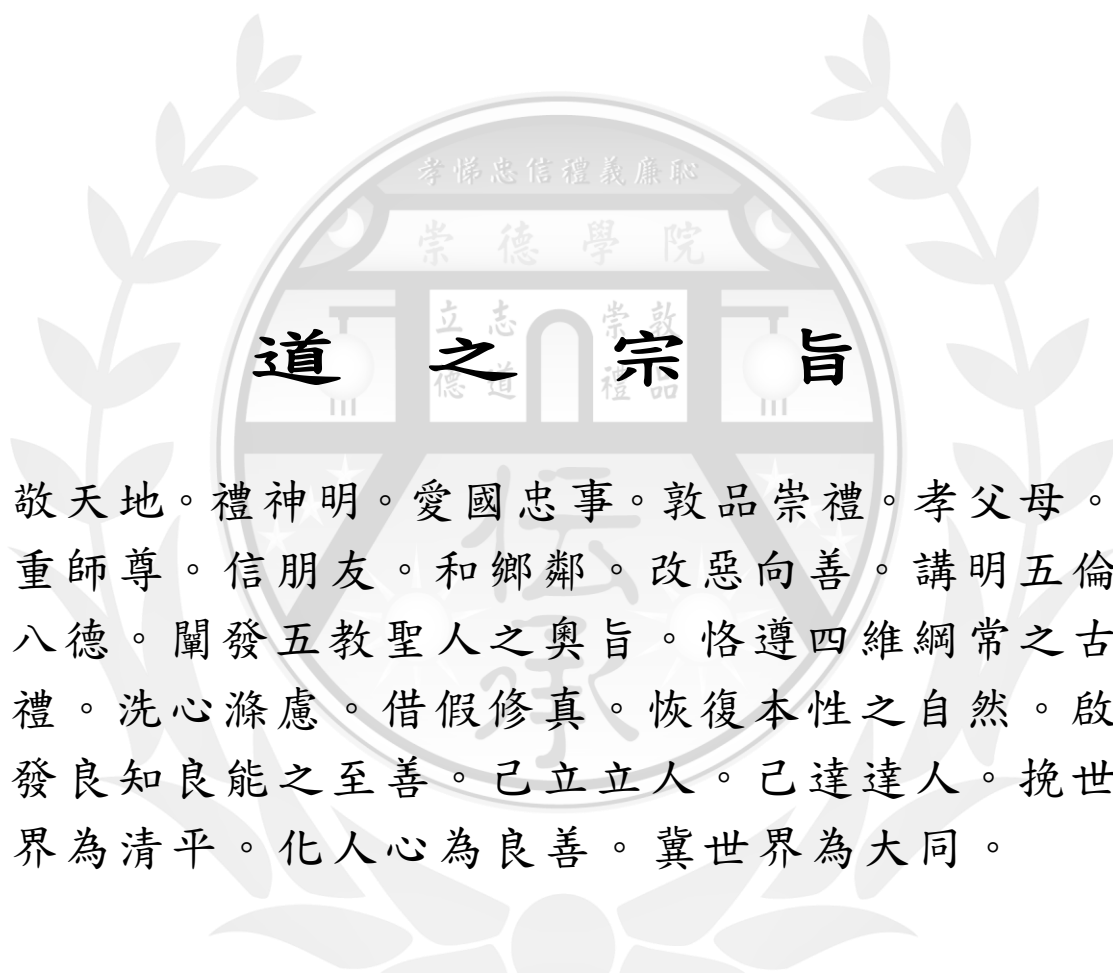 孝悌忠信禮義廉恥
崇德學院
立志 崇敦
德道 禮品
道之宗旨
敬天地。禮神明。愛國忠事。敦品崇禮。孝父母。
重師尊。信朋友。和鄉鄰。改惡向善。講明五倫
八德。闡發五教聖人之奧旨。恪遵四維綱常之古
禮。洗心滌慮。借假修真。恢復本性之自然。啟
發良知良能之至善。己立立人。己達達人。挽世
界為清平。化人心為良善。冀世界為大同。